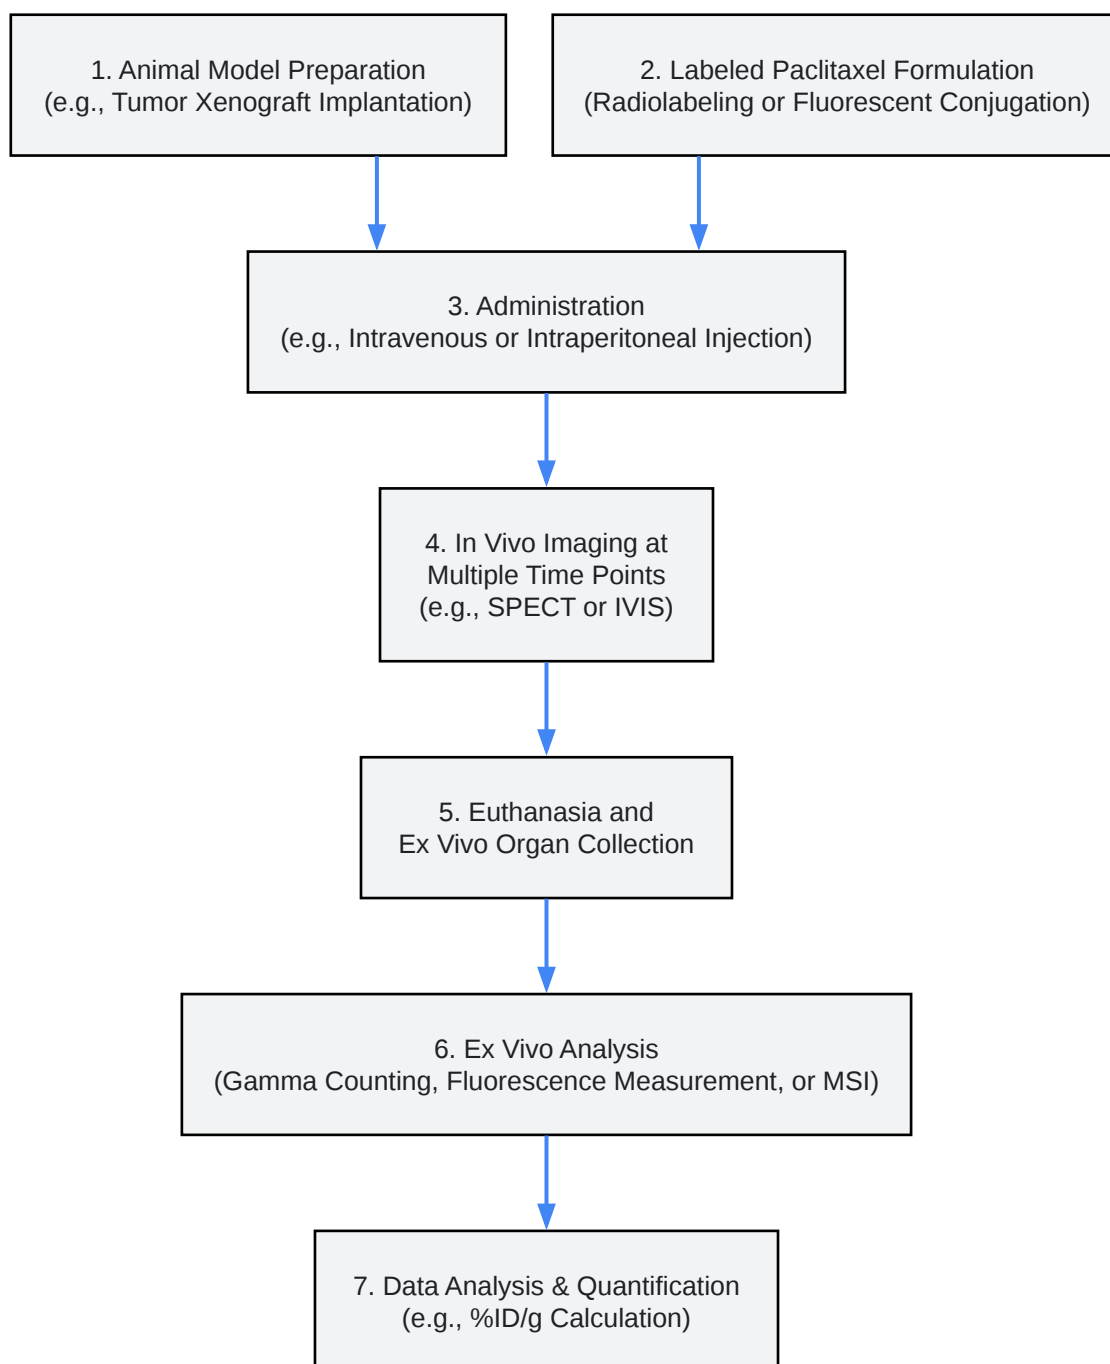 1. Animal Model Preparation
(e.g., Tumor Xenograft Implantation)
2. Labeled Paclitaxel Formulation
(Radiolabeling or Fluorescent Conjugation)
3. Administration
(e.g., Intravenous or Intraperitoneal Injection)
4. In Vivo Imaging at
Multiple Time Points
(e.g., SPECT or IVIS)
5. Euthanasia and
Ex Vivo Organ Collection
6. Ex Vivo Analysis
(Gamma Counting, Fluorescence Measurement, or MSI)
7. Data Analysis & Quantification
(e.g., %ID/g Calculation)